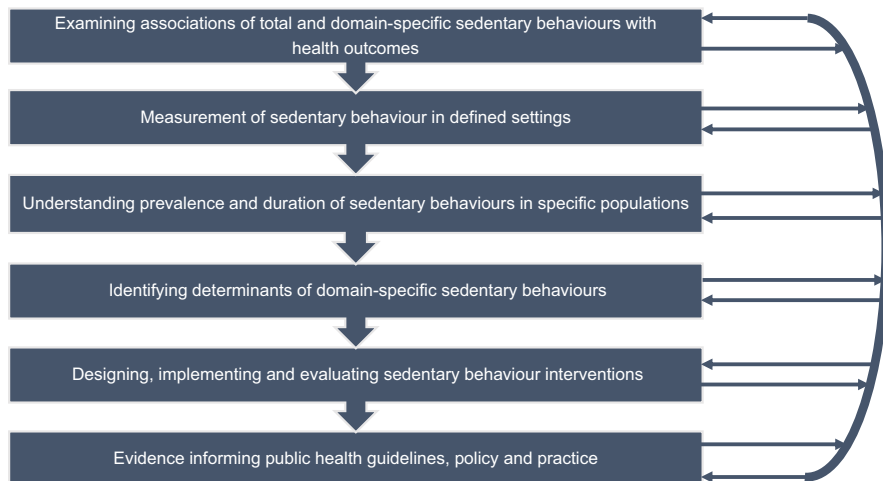 Examining associations of total and domain-specific sedentary behaviours with
health outcomes
Measurement of sedentary behaviour in defined settings
Understanding prevalence and duration of sedentary behaviours in specific populations
Identifying determinants of domain-specific sedentary behaviours
Designing, implementing and evaluating sedentary behaviour interventions
Evidence informing public health guidelines, policy and practice